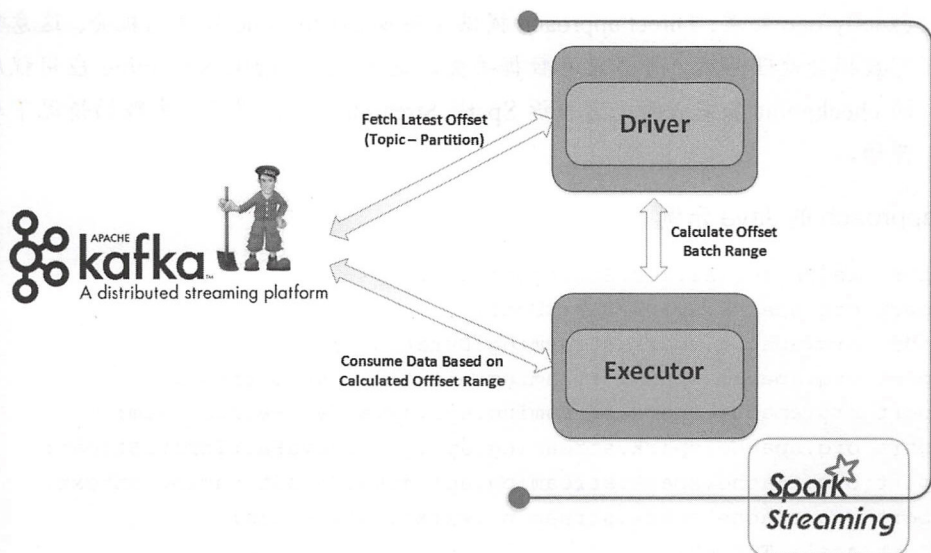 Fetch Latest Offset
(Topic – Partition)
Driver
APACHE
kafka™
A distributed streaming platform
Calculate Offset
Batch Range
Consume Data Based on
Calculated Offfset Range
Executor
Spark
Streaming